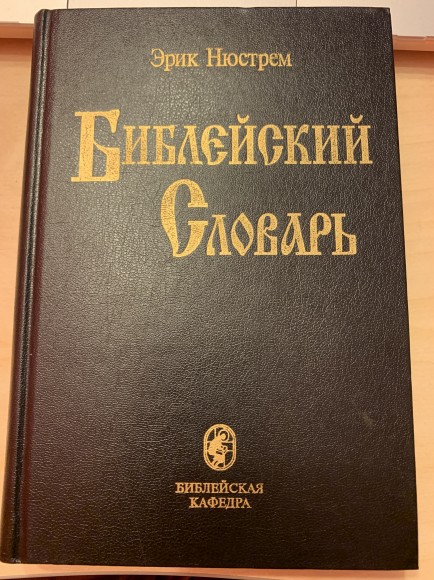 Эрик Нюстрем
Библейский
Словарь
БИБЛЕЙСКАЯ
КАФЕДРА